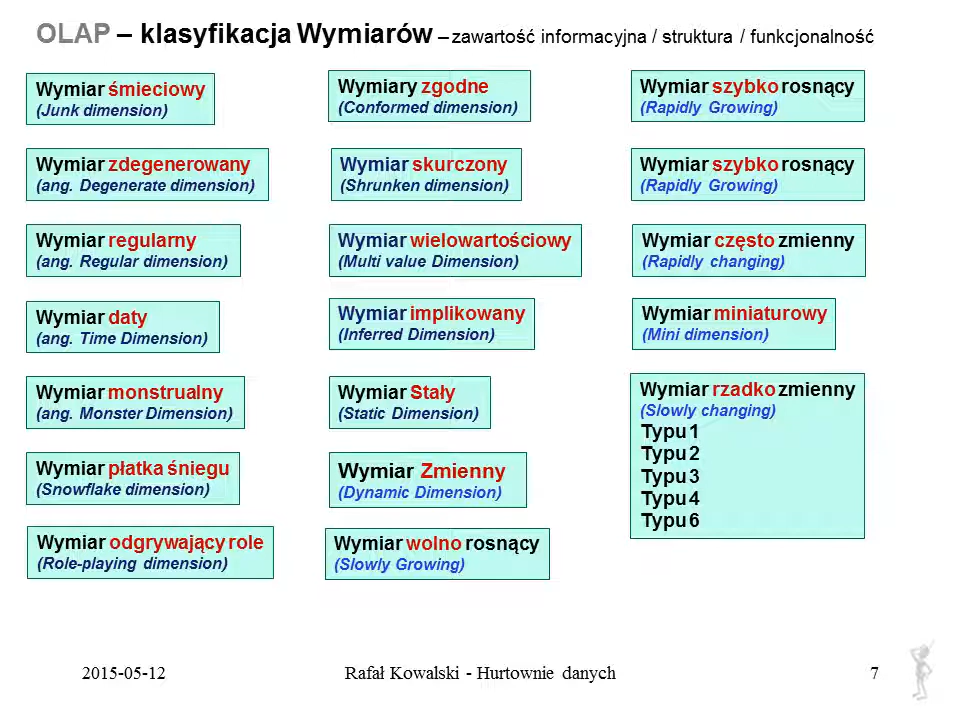 OLAP – klasyfikacja Wymiarów – zawartość informacyjna / struktura / funkcjonalność
Wymiar śmieciowy
(Junk dimension)
Wymiar zdegenerowany
(ang. Degenerate dimension)
Wymiar regularny
(ang. Regular dimension)
Wymiar daty
(ang. Time Dimension)
Wymiar monstrualny
(ang. Monster Dimension)
Wymiar płatka śniegu
(Snowflake dimension)
Wymiar odgrywający role
(Role-playing dimension)
Wymiary zgodne
(Conformed dimension)
Wymiar skurczony
(Shrunken dimension)
Wymiar wielowartościowy
(Multi value Dimension)
Wymiar implikowany
(Inferred Dimension)
Wymiar Stały
(Static Dimension)
Wymiar Zmienny
(Dynamic Dimension)
Wymiar wolno rosnący
(Slowly Growing)
Wymiar szybko rosnący
(Rapidly Growing)
Wymiar szybko rosnący
(Rapidly Growing)
Wymiar często zmienny
(Rapidly changing)
Wymiar miniaturowy
(Mini dimension)
Wymiar rzadko zmienny
(Slowly changing)
Typu 1
Typu 2
Typu 3
Typu 4
Typu 6
2015-05-12
Rafał Kowalski - Hurtownie danych
7